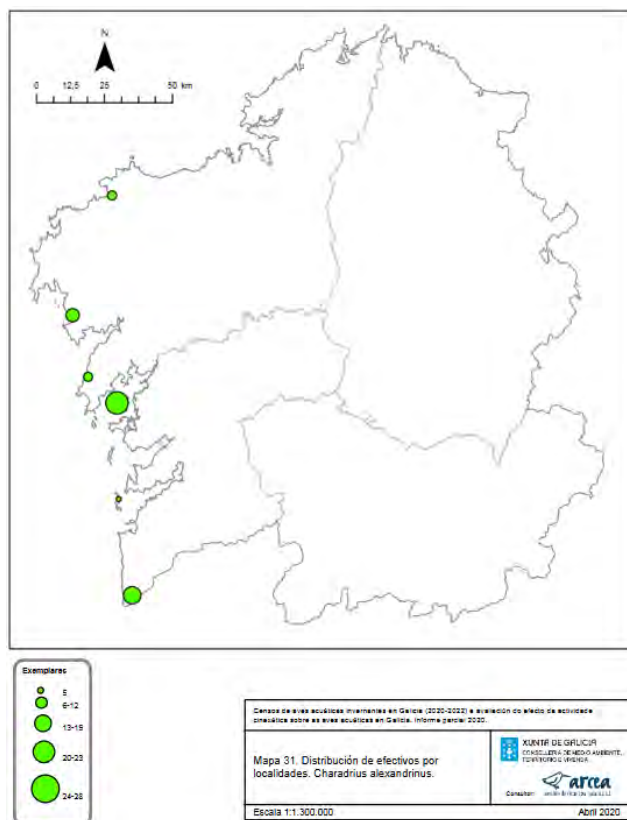 N
0 12,5 25 50 km
Exemplares
5
6-12
13-19
20-23
24-28
Censos de aves acuáticas invernantes en Galicia (2020-2022) e avaliación do efecto da actividade
cinexética sobre as aves acuáticas en Galicia. Informe parcial 2020.
Mapa 31. Distribución de efectivos por
localidades. Charadrius alexandrinus.
XUNTA DE GALICIA
CONSELLERÍA DE MEDIO AMBIENTE,
TERRITORIO E VIVENDA
Consultor:
arcea
Escala 1:1.300.000
Abril 2020